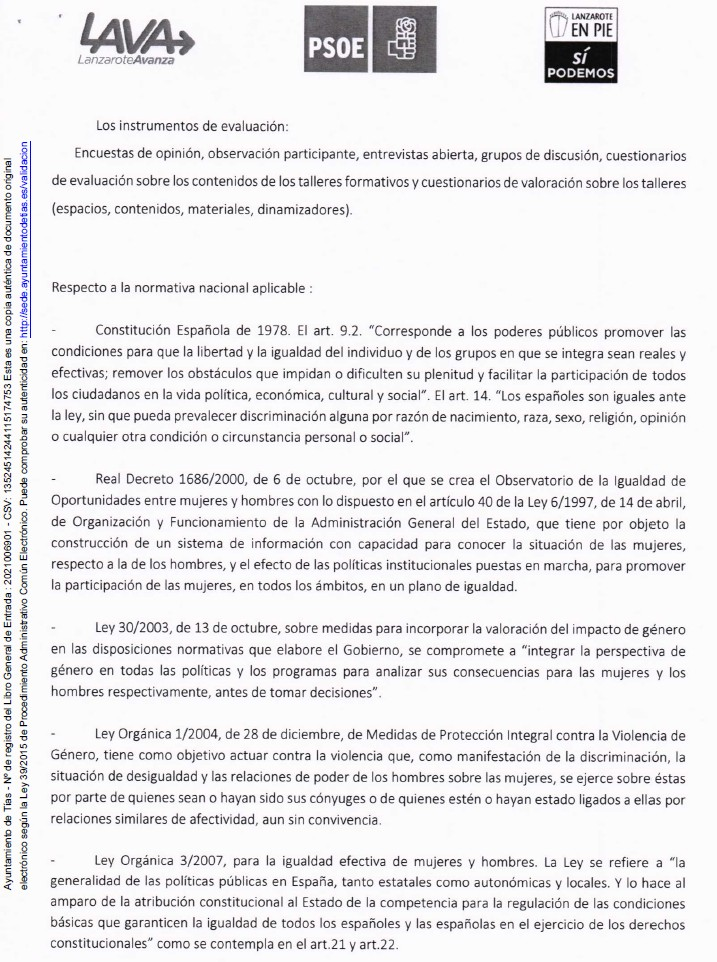 LAVA
LanzaroteAvanza
PSOE
LANZAROTE
EN PIE
SÍ
PODEMOS
Los instrumentos de evaluación:
Encuestas de opinión, observación participante, entrevistas abierta, grupos de discusión, cuestionarios
de evaluación sobre los contenidos de los talleres formativos y cuestionarios de valoración sobre los talleres
(espacios, contenidos, materiales, dinamizadores).
Respecto a la normativa nacional aplicable :
- Constitución Española de 1978. El art. 9.2. “Corresponde a los poderes públicos promover las
condiciones para que la libertad y la igualdad del individuo y de los grupos en que se integra sean reales y
efectivas; remover los obstáculos que impidan o dificulten su plenitud y facilitar la participación de todos
los ciudadanos en la vida política, económica, cultural y social”. El art. 14. “Los españoles son iguales ante
la ley, sin que pueda prevalecer discriminación alguna por razón de nacimiento, raza, sexo, religión, opinión
o cualquier otra condición o circunstancia personal o social”.
- Real Decreto 1686/2000, de 6 de octubre, por el que se crea el Observatorio de la Igualdad de
Oportunidades entre mujeres y hombres con lo dispuesto en el artículo 40 de la Ley 6/1997, de 14 de abril,
de Organización y Funcionamiento de la Administración General del Estado, que tiene por objeto la
construcción de un sistema de información con capacidad para conocer la situación de las mujeres,
respecto a la de los hombres, y el efecto de las políticas institucionales puestas en marcha, para promover
la participación de las mujeres, en todos los ámbitos, en un plano de igualdad.
- Ley 30/2003, de 13 de octubre, sobre medidas para incorporar la valoración del impacto de género
en las disposiciones normativas que elabore el Gobierno, se compromete a “integrar la perspectiva de
género en todas las políticas y los programas para analizar sus consecuencias para las mujeres y los
hombres respectivamente, antes de tomar decisiones”.
- Ley Orgánica 1/2004, de 28 de diciembre, de Medidas de Protección Integral contra la Violencia de
Género, tiene como objetivo actuar contra la violencia que, como manifestación de la discriminación, la
situación de desigualdad y las relaciones de poder de los hombres sobre las mujeres, se ejerce sobre éstas
por parte de quienes sean o hayan sido sus cónyuges o de quienes estén o hayan estado ligados a ellas por
relaciones similares de afectividad, aun sin convivencia.
- Ley Orgánica 3/2007, para la igualdad efectiva de mujeres y hombres. La Ley se refiere a “la
generalidad de las políticas públicas en España, tanto estatales como autonómicas y locales. Y lo hace al
amparo de la atribución constitucional al Estado de la competencia para la regulación de las condiciones
básicas que garanticen la igualdad de todos los españoles y las españolas en el ejercicio de los derechos
constitucionales” como se contempla en el art.21 y art.22.
Ayuntamiento de Tías - Nº de registro del Libro General de Entrada : 2021006901 - CSV: 13524514244115174753 Esta es una copia auténtica de documento original
electrónico según la Ley 39/2015 de Procedimiento Administrativo Común Electrónico. Puede comprobar su autenticidad en: http://sede.ayuntamientodetias.es/validacion